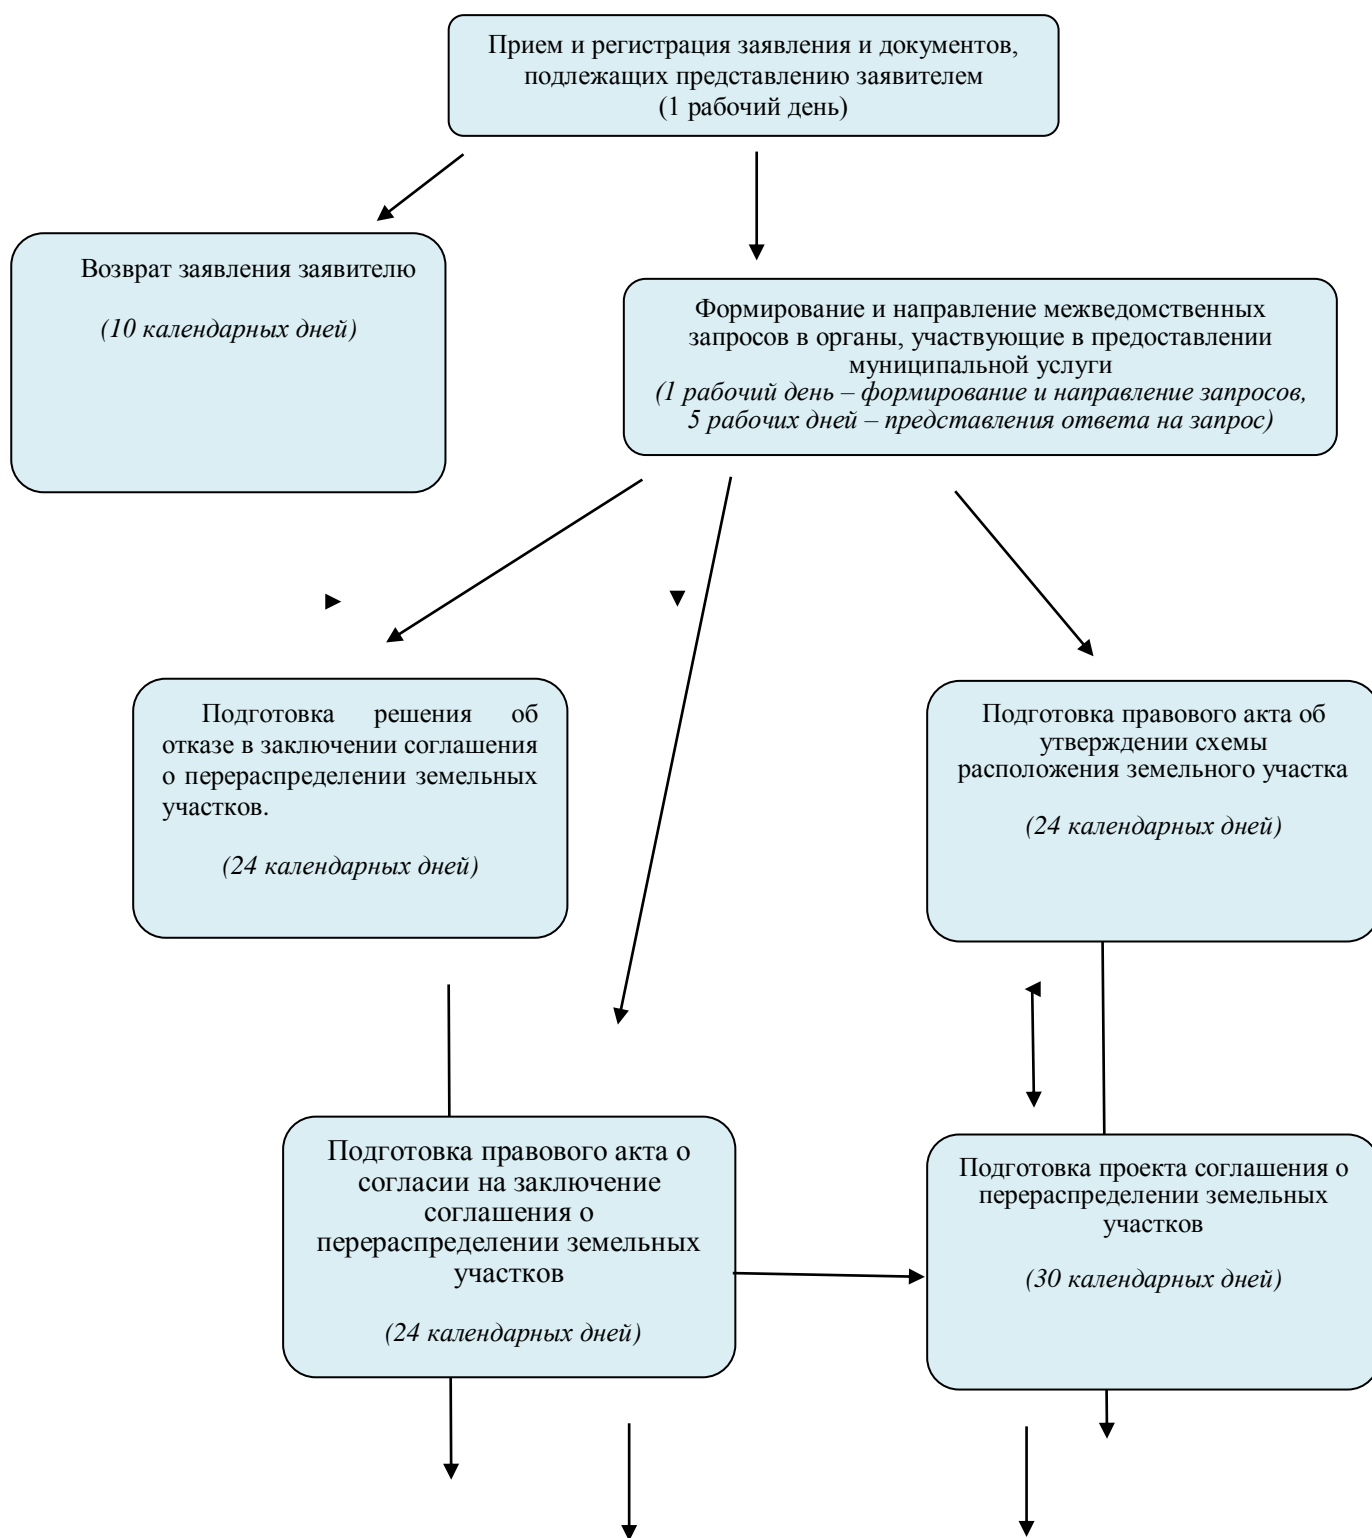 Прием и регистрация заявления и документов,
подлежащих представлению заявителем
(1 рабочий день)
Возврат заявления заявителю
(10 календарных дней)
Формирование и направление межведомственных
запросов в органы, участвующие в предоставлении
муниципальной услуги
(1 рабочий день – формирование и направление запросов,
5 рабочих дней – представления ответа на запрос)
Подготовка решения об
отказе в заключении соглашения
о перераспределении земельных
участков.
(24 календарных дней)
Подготовка правового акта об
утверждении схемы
расположения земельного участка
(24 календарных дней)
Подготовка правового акта о
согласии на заключение
соглашения о
перераспределении земельных
участков
(24 календарных дней)
Подготовка проекта соглашения о
перераспределении земельных
участков
(30 календарных дней)